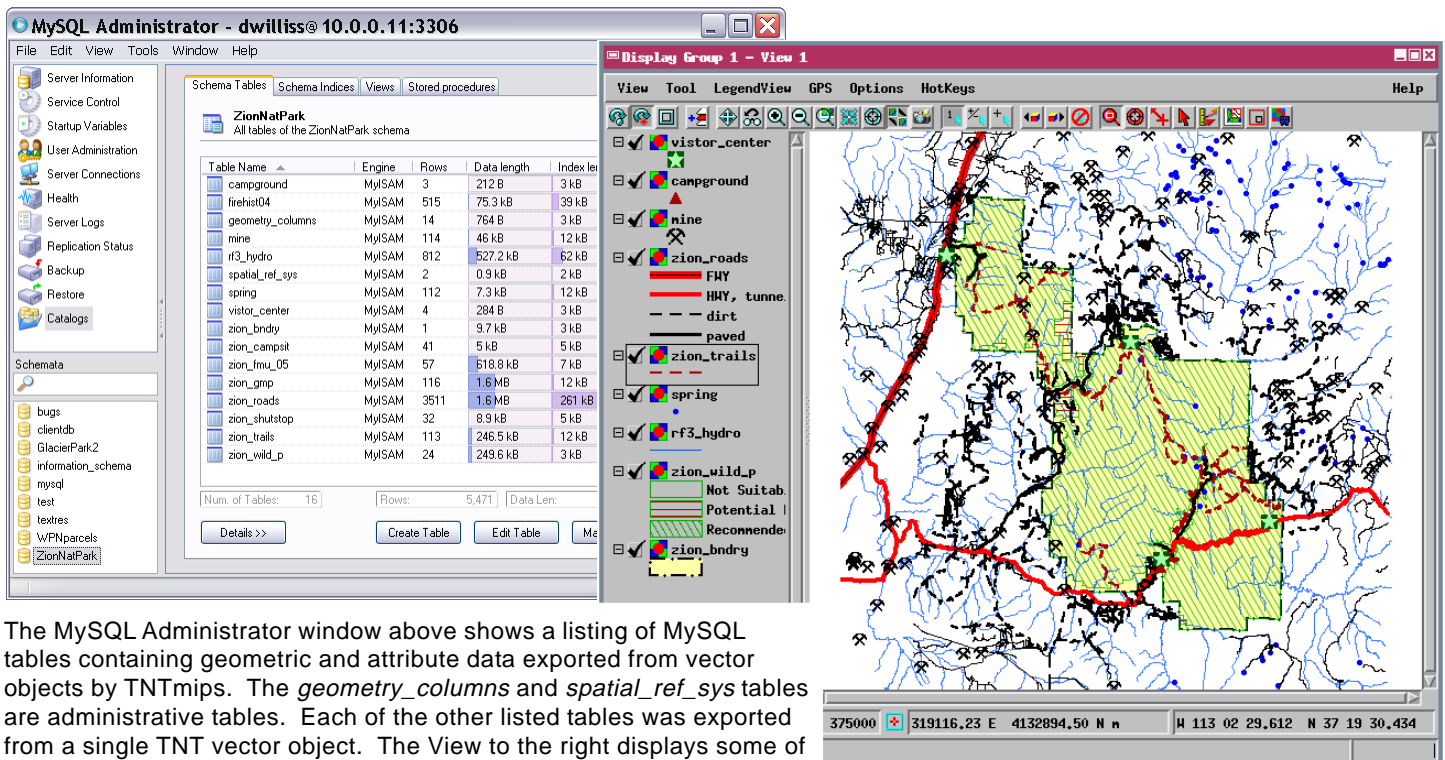 MySQL Administrator - dwilliss@10.0.0.11:3306
File Edit View Tools Window Help
Server Information
Service Control
Startup Variables
User Administration
Server Connections
Health
Server Logs
Replication Status
Backup
Restore
Catalogs
Schemata
bugs
clientdb
GlacierPark2
information_schema
mysql
test
textres
WPNparcels
ZionNatPark
Schema Tables Schema Indices Views Stored procedures
ZionNatPark
All tables of the ZionNatPark schema
Table Name Engine Rows Data length Index ler
campground MyISAM 3 212 B 3 kB
firehist04 MyISAM 515 75.3 kB 39 kB
geometry_columns MyISAM 14 764 B 3 kB
mine MyISAM 114 46 kB 12 kB
rf3_hydro MyISAM 812 527.2 kB 62 kB
spatial_ref_sys MyISAM 2 0.9 kB 2 kB
spring MyISAM 112 7.3 kB 12 kB
vistor_center MyISAM 4 284 B 3 kB
zion_bndry MyISAM 1 9.7 kB 3 kB
zion_campsit MyISAM 41 5 kB 5 kB
zion_fmu_05 MyISAM 57 618.8 kB 7 kB
zion_gmp MyISAM 116 1.6 MB 12 kB
zion_roads MyISAM 3511 1.6 MB 261 kB
zion_shutstop MyISAM 32 8.9 kB 5 kB
zion_trails MyISAM 113 246.5 kB 12 kB
zion_wild_p MyISAM 24 249.6 kB 3 kB
Num. of Tables: 16 Rows: 5,471 Data Len:
Details >> Create Table Edit Table Ma
Display Group 1 - View 1
View Tool LegendView GPS Options HotKeys Help
vistor_center
campground
mine
zion_roads
FWY
HWY, tunne
dirt
paved
zion_trails
spring
rf3_hydro
zion_wild_p
Not Suitab
Potential
Recommende
zion_bndry
375000 319116.23 E 4132894.50 N m W 113 02 29.612 N 37 19 30.434
The MySQL Administrator window above shows a listing of MySQL
tables containing geometric and attribute data exported from vector
objects by TNTmips. The geometry_columns and spatial_ref_sys tables
are administrative tables. Each of the other listed tables was exported
from a single TNT vector object. The View to the right displays some of